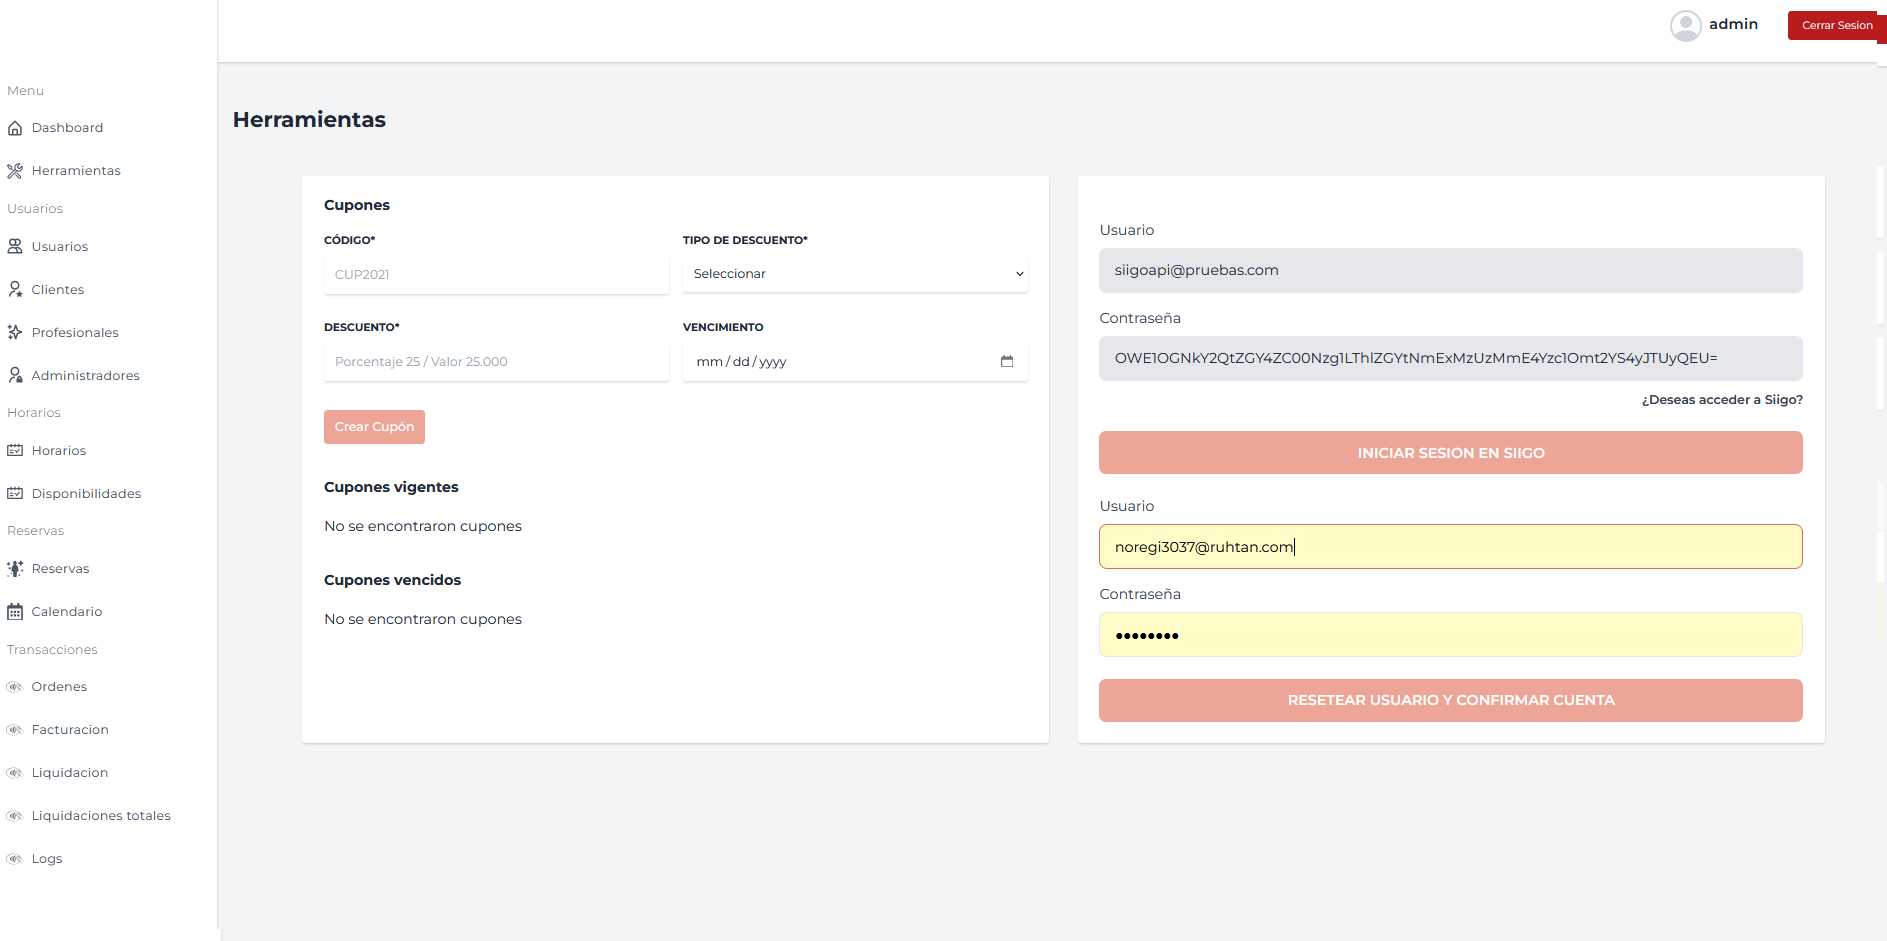 admin
Cerrar Sesion
Menu
Dashboard
Herramientas
Usuarios
Usuarios
Clientes
Profesionales
Administradores
Horarios
Horarios
Disponibilidades
Reservas
Reservas
Calendario
Transacciones
Ordenes
Facturacion
Liquidacion
Liquidaciones totales
Logs
Herramientas
Cupones
CÓDIGO*
TIPO DE DESCUENTO*
CUP2021
Seleccionar
DESCUENTO*
VENCIMIENTO
Porcentaje 25 / Valor 25.000
mm/dd/yyyy
Crear Cupón
Cupones vigentes
No se encontraron cupones
Cupones vencidos
No se encontraron cupones
Usuario
siigoapi@pruebas.com
Contraseña
OWE1OGNkY2QtZGY4ZC00Nzg1LThlZGYtNmExMzUzMmE4Yzc1Omt2YS4yJTUyQEU=
¿Deseas acceder a Siigo?
INICIAR SESION EN SIIGO
Usuario
noregi3037@ruhtan.com
Contraseña
••••••••
RESETEAR USUARIO Y CONFIRMAR CUENTA